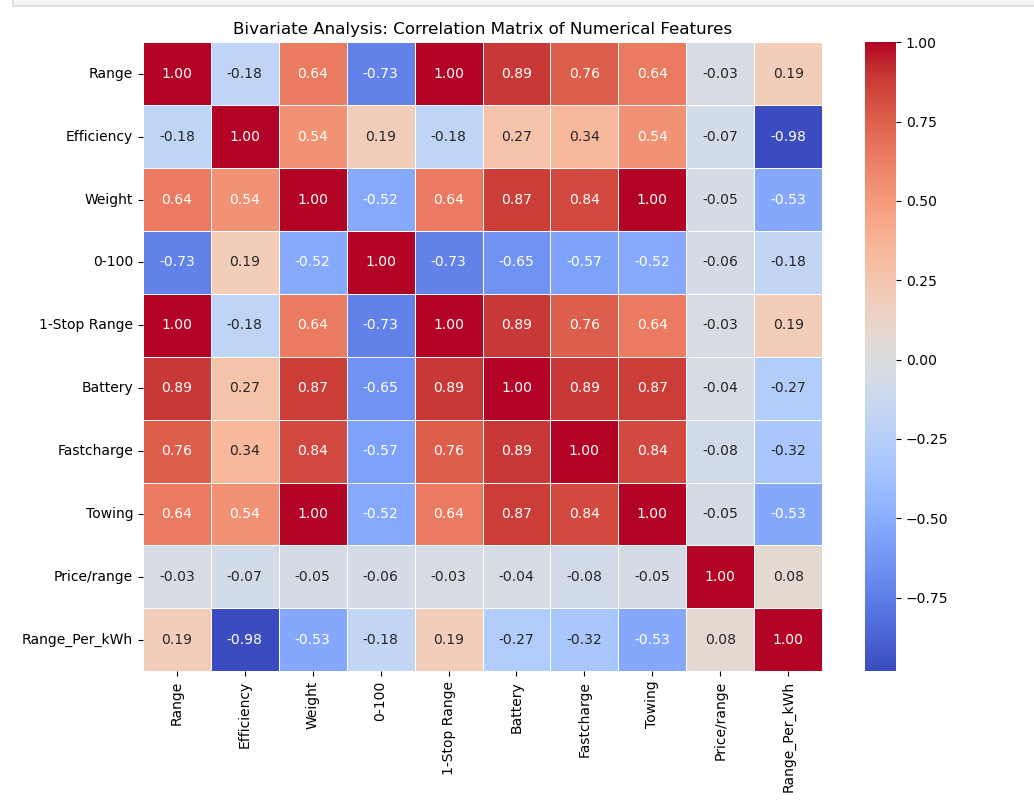 Bivariate Analysis: Correlation Matrix of Numerical Features
Range 1.00 -0.18 0.64 -0.73 1.00 0.89 0.76 0.64 -0.03 0.19
Efficiency -0.18 1.00 0.54 0.19 -0.18 0.27 0.34 0.54 -0.07 -0.98
Weight 0.64 0.54 1.00 -0.52 0.64 0.87 0.84 1.00 -0.05 -0.53
0-100 -0.73 0.19 -0.52 1.00 -0.73 -0.65 -0.57 -0.52 -0.06 -0.18
1-Stop Range 1.00 -0.18 0.64 -0.73 1.00 0.89 0.76 0.64 -0.03 0.19
Battery 0.89 0.27 0.87 -0.65 0.89 1.00 0.89 0.87 -0.04 -0.27
Fastcharge 0.76 0.34 0.84 -0.57 0.76 0.89 1.00 0.84 -0.08 -0.32
Towing 0.64 0.54 1.00 -0.52 0.64 0.87 0.84 1.00 -0.05 -0.53
Price/range -0.03 -0.07 -0.05 -0.06 -0.03 -0.04 -0.08 -0.05 1.00 0.08
Range_Per_kWh 0.19 -0.98 -0.53 -0.18 0.19 -0.27 -0.32 -0.53 0.08 1.00
Range
Efficiency
Weight
0-100
1-Stop Range
Battery
Fastcharge
Towing
Price/range
Range_Per_kWh
1.00
0.75
0.50
0.25
0.00
−0.25
−0.50
−0.75